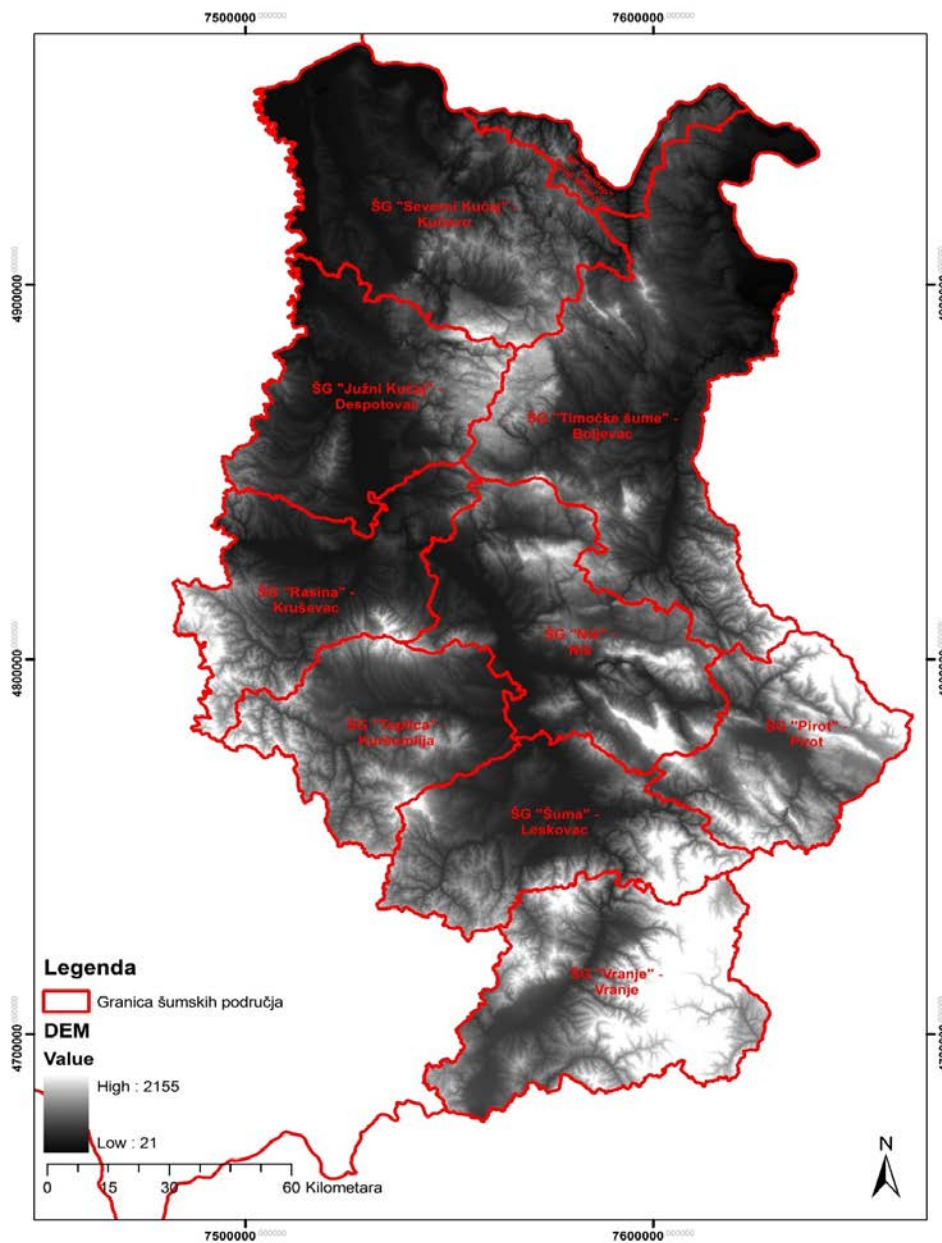 7500000
7600000
ŠG "Severni Kučaj" -
Kučevo
4900000
ŠG "Južni Kučaj" -
Despotovac
ŠG "Timočke šume" -
Boljevac
ŠG "Rasina" -
Kruševac
ŠG "Niš" -
Niš
4800000
ŠG "Toplica" -
Kuršumlija
ŠG "Pirot" -
Pirot
ŠG "Šuma" -
Leskovac
ŠG "Vranje" -
Vranje
Legenda
Granica šumskih područja
4700000
DEM
Value
High : 2155
Low : 21
N
0 15 30 60 Kilometara
7500000
7600000